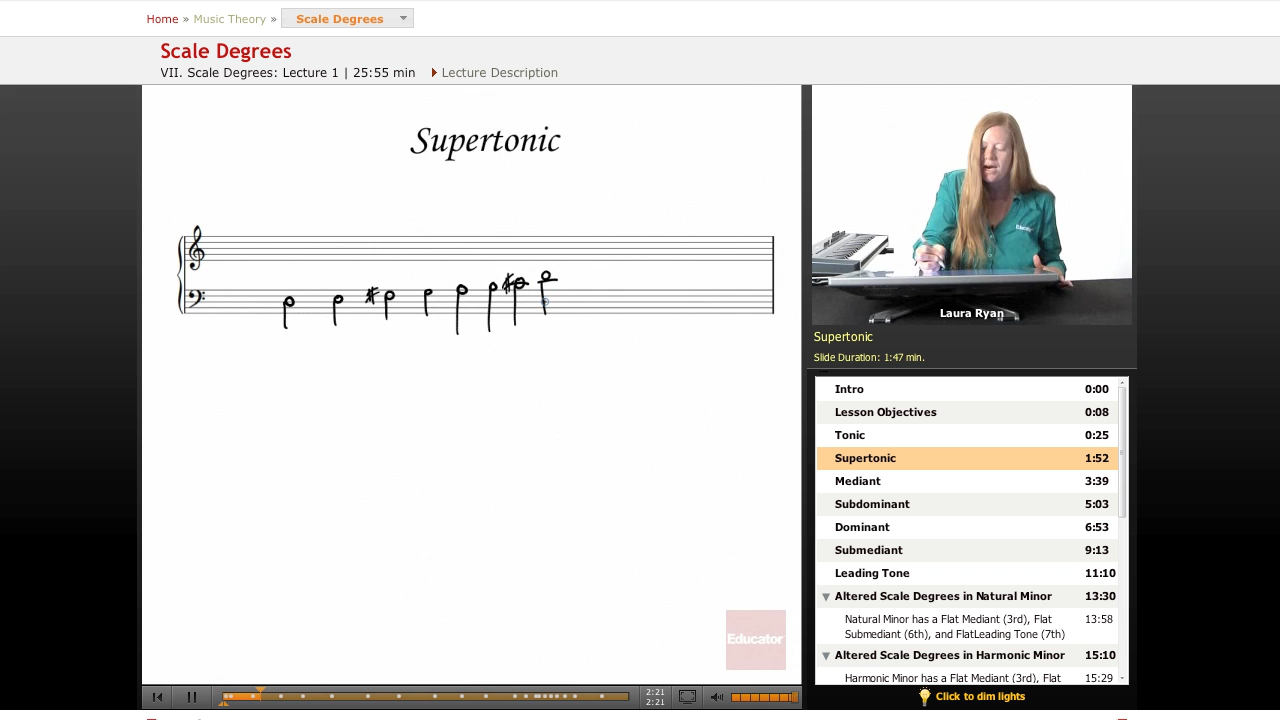 Home » Music Theory » Scale Degrees
Scale Degrees
VII. Scale Degrees: Lecture 1 | 25:55 min Lecture Description
Supertonic
Educator
Laura Ryan
Supertonic
Slide Duration: 1:47 min.
Intro 0:00
Lesson Objectives 0:08
Tonic 0:25
Supertonic 1:52
Mediant 3:39
Subdominant 5:03
Dominant 6:53
Submediant 9:13
Leading Tone 11:10
Altered Scale Degrees in Natural Minor 13:30
Natural Minor has a Flat Mediant (3rd), Flat 13:58
Submediant (6th), and FlatLeading Tone (7th)
Altered Scale Degrees in Harmonic Minor 15:10
Harmonic Minor has a Flat Mediant (3rd), Flat 15:29
2:21
2:21
Click to dim lights